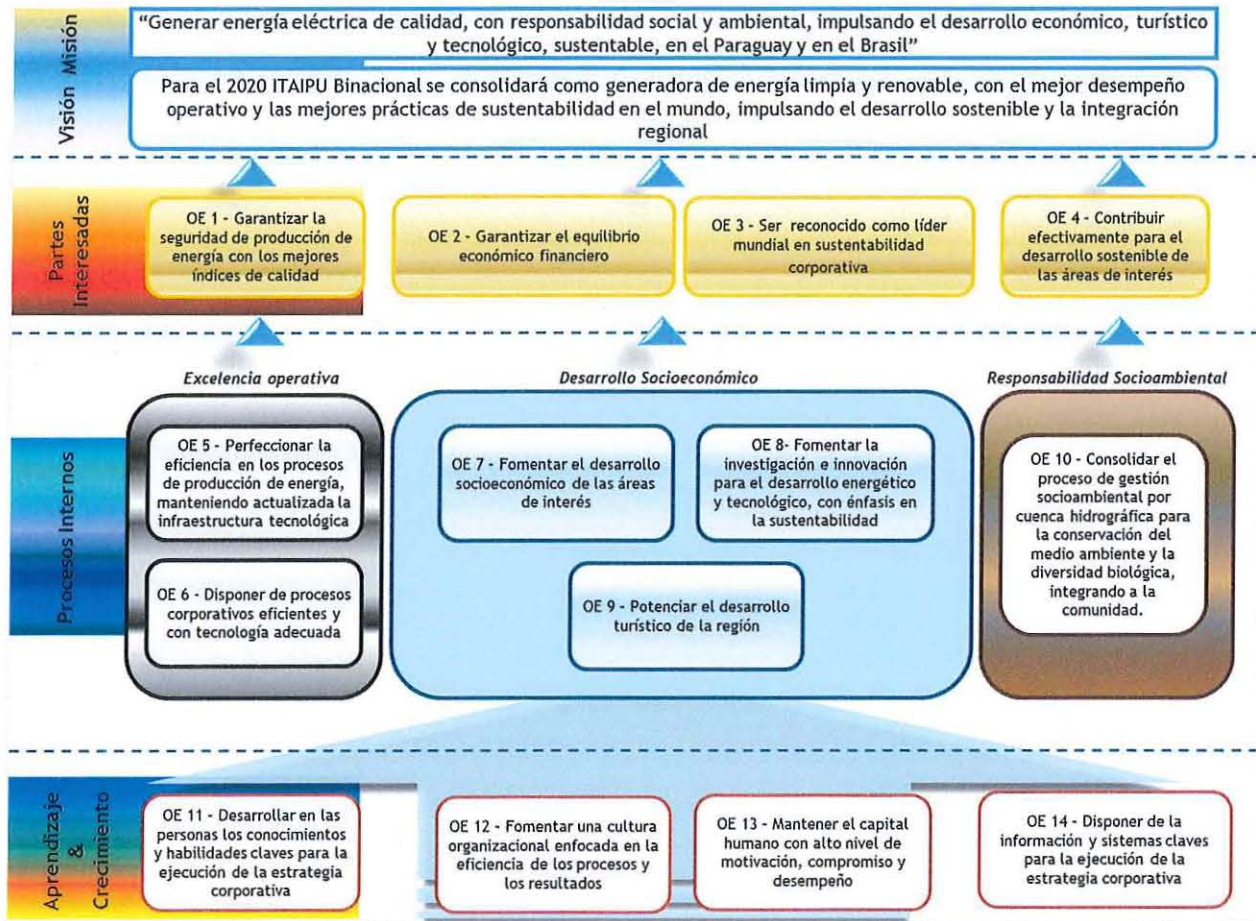 Visión Misión
“Generar energía eléctrica de calidad, con responsabilidad social y ambiental, impulsando el desarrollo económico, turístico
y tecnológico, sustentable, en el Paraguay y en el Brasil”
Para el 2020 ITAIPU Binacional se consolidará como generadora de energía limpia y renovable, con el mejor desempeño
operativo y las mejores prácticas de sustentabilidad en el mundo, impulsando el desarrollo sostenible y la integración
regional
Partes
Interesadas
OE 1 - Garantizar la
seguridad de producción de
energía con los mejores
índices de calidad
OE 2 - Garantizar el equilibrio
económico financiero
OE 3 - Ser reconocido como líder
mundial en sustentabilidad
corporativa
OE 4 - Contribuir
efectivamente para el
desarrollo sostenible de
las áreas de interés
Procesos Internos
Excelencia operativa
OE 5 - Perfeccionar la
eficiencia en los procesos
de producción de energía,
manteniendo actualizada la
infraestructura tecnológica
OE 6 - Disponer de procesos
corporativos eficientes y
con tecnología adecuada
Desarrollo Socioeconómico
OE 7 - Fomentar el desarrollo
socioeconómico de las áreas
de interés
OE 8- Fomentar la
investigación e innovación
para el desarrollo energético
y tecnológico, con énfasis en
la sustentabilidad
OE 9 - Potenciar el desarrollo
turístico de la región
Responsabilidad Socioambiental
OE 10 - Consolidar el
proceso de gestión
socioambiental por
cuenca hidrográfica para
la conservación del
medio ambiente y la
diversidad biológica,
integrando a la
comunidad.
Aprendizaje
&
Crecimiento
OE 11 - Desarrollar en las
personas los conocimientos
y habilidades claves para la
ejecución de la estrategia
corporativa
OE 12 - Fomentar una cultura
organizacional enfocada en la
eficiencia de los procesos y
los resultados
OE 13 - Mantener el capital
humano con alto nivel de
motivación, compromiso y
desempeño
OE 14 - Disponer de la
información y sistemas claves
para la ejecución de la
estrategia corporativa